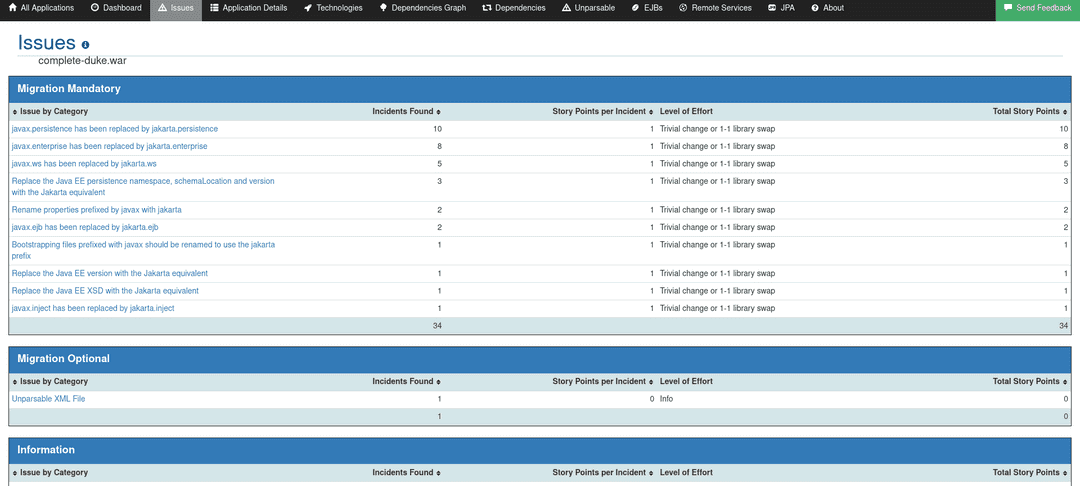 All Applications Dashboard Issues Application Details Technologies Dependencies Graph Dependencies Unparsable EJBs Remote Services JPA About Send Feedback
Issues
complete-duke.war
Migration Mandatory
Issue by Category Incidents Found Story Points per Incident Level of Effort Total Story Points
javax.persistence has been replaced by jakarta.persistence 10 1 Trivial change or 1-1 library swap 10
javax.enterprise has been replaced by jakarta.enterprise 8 1 Trivial change or 1-1 library swap 8
javax.ws has been replaced by jakarta.ws 5 1 Trivial change or 1-1 library swap 5
Replace the Java EE persistence namespace, schemaLocation and version 3 1 Trivial change or 1-1 library swap 3
with the Jakarta equivalent
Rename properties prefixed by javax with jakarta 2 1 Trivial change or 1-1 library swap 2
javax.ejb has been replaced by jakarta.ejb 2 1 Trivial change or 1-1 library swap 2
Bootstrapping files prefixed with javax should be renamed to use the jakarta 1 1 Trivial change or 1-1 library swap 1
prefix
Replace the Java EE version with the Jakarta equivalent 1 1 Trivial change or 1-1 library swap 1
Replace the Java EE XSD with the Jakarta equivalent 1 1 Trivial change or 1-1 library swap 1
javax.inject has been replaced by jakarta.inject 1 1 Trivial change or 1-1 library swap 1
34 34
Migration Optional
Issue by Category Incidents Found Story Points per Incident Level of Effort Total Story Points
Unparsable XML File 1 0 Info 0
1 0
Information
Issue by Category Incidents Found Story Points per Incident Level of Effort Total Story Points